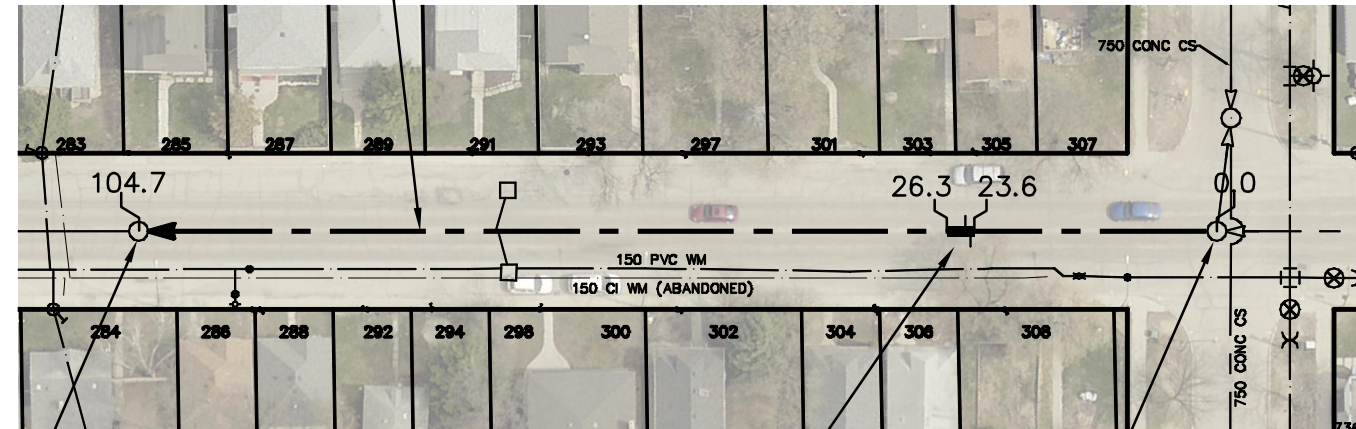 750 CONC CS
283 285 287 289 291 293 297 301 303 305 307
104.7 26.3 23.6 0.0
150 PVC WM
150 CI WM (ABANDONED)
284 286 288 292 294 298 300 302 304 306 308
750 CONC CS